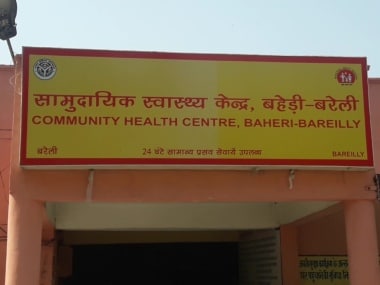 सामुदायिक स्वास्थ्य केन्द्र, बहेड़ी-बरेली
COMMUNITY HEALTH CENTRE, BAHERI-BAREILLY
बरेली 24 घंटे सामान्य प्रसव सेवायें उपलब्ध BAREILLY